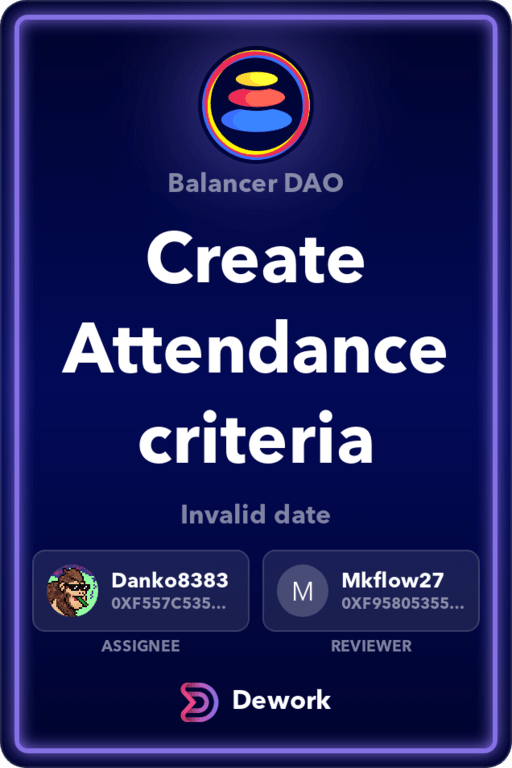 Balancer DAO
Create
Attendance
criteria
Invalid date
Danko8383
0XF557C535...
ASSIGNEE
M
Mkflow27
0XF95805355...
REVIEWER
Dework